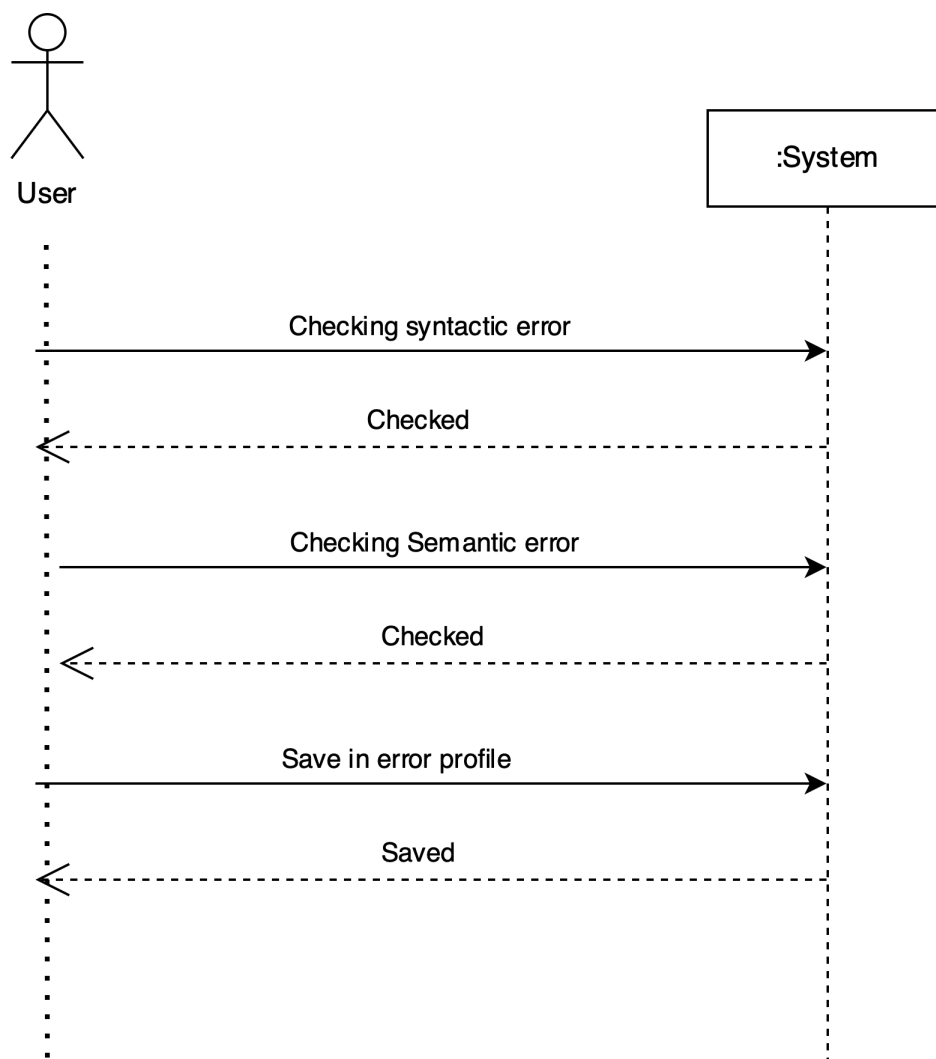 User
:System
Checking syntactic error
Checked
Checking Semantic error
Checked
Save in error profile
Saved